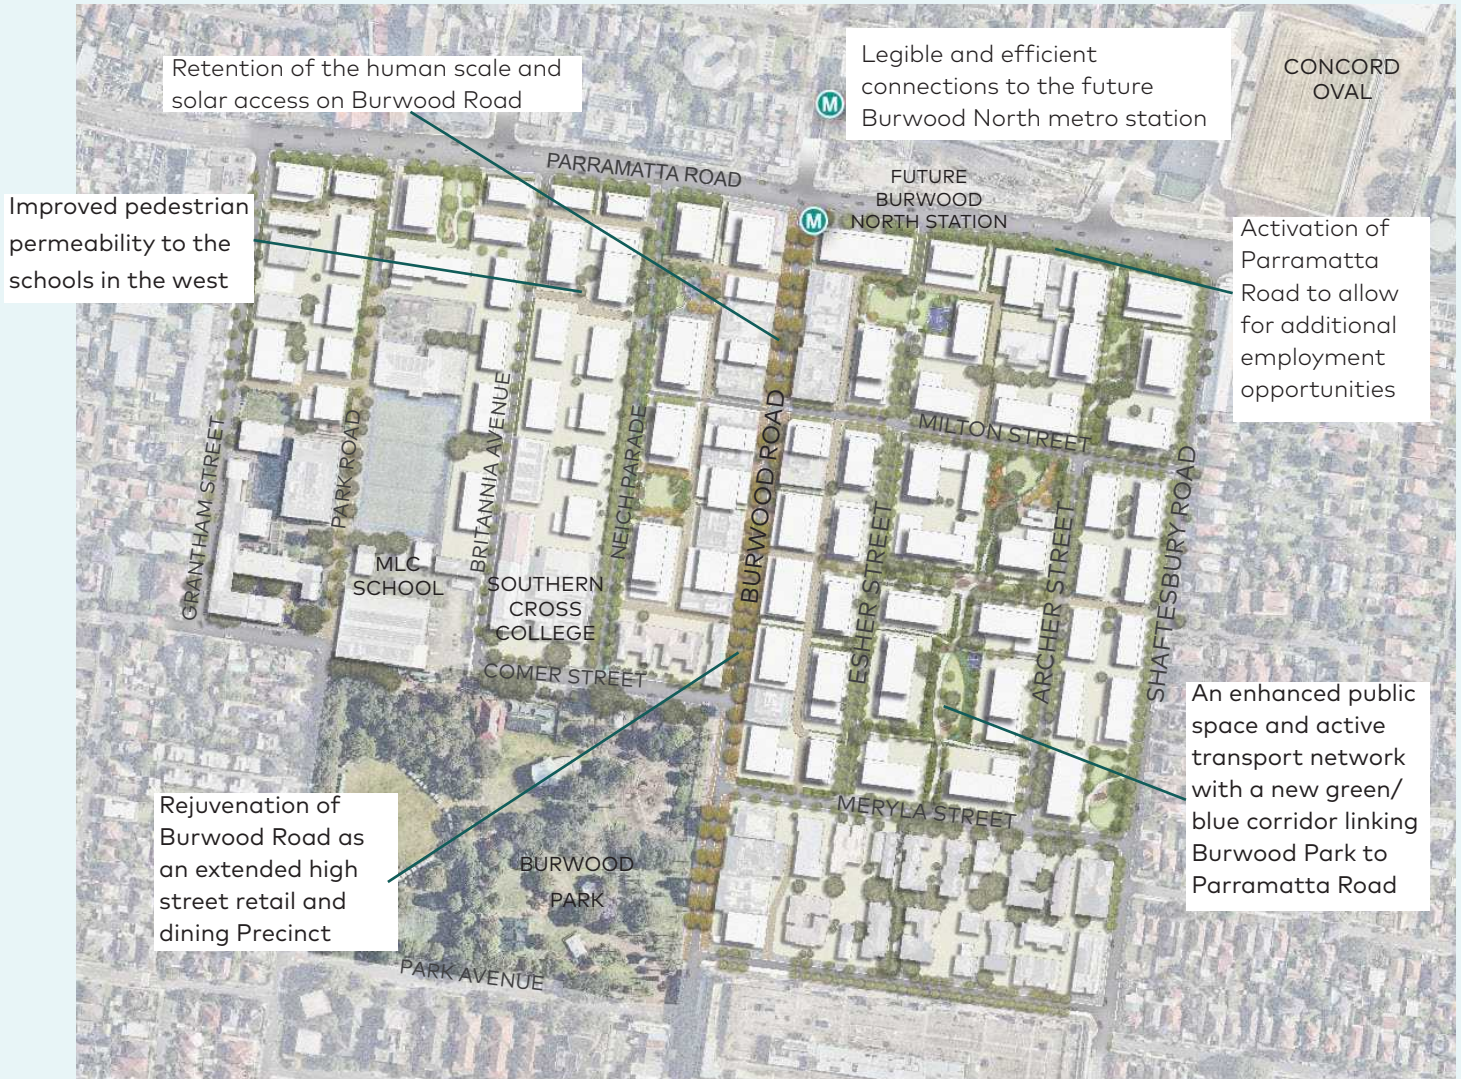 Retention of the human scale and
solar access on Burwood Road
M
Legible and efficient
connections to the future
Burwood North metro station
CONCORD
OVAL
PARRAMATTA ROAD
FUTURE
BURWOOD
NORTH STATION
M
Improved pedestrian
permeability to the
schools in the west
Activation of
Parramatta
Road to allow
for additional
employment
opportunities
GRANTHAM STREET
PARK ROAD
BRITANNIA AVENUE
NEICH PARADE
BURWOOD ROAD
MILTON STREET
ESHER STREET
ARCHER STREET
SHAFTESBURY ROAD
MLC
SCHOOL
SOUTHERN
CROSS
COLLEGE
COMER STREET
An enhanced public
space and active
transport network
with a new green/
blue corridor linking
Burwood Park to
Parramatta Road
MERYLA STREET
Rejuvenation of
Burwood Road as
an extended high
street retail and
dining Precinct
BURWOOD
PARK
PARK AVENUE